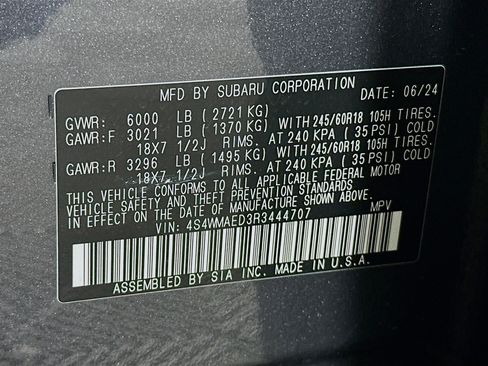 MFD BY SUBARU CORPORATION DATE: 06/24
GVWR: 6000 LB ( 2721 KG)
GAWR:F 3021 LB ( 1370 KG) WITH 245/60R18 105H TIRES.
18X7 1/2J RIMS. AT 240 KPA ( 35 PSI) COLD
GAWR:R 3296 LB ( 1495 KG) WITH 245/60R18 105H TIRES.
18X7 1/2J RIMS. AT 240 KPA ( 35 PSI) COLD
THIS VEHICLE CONFORMS TO ALL APPLICABLE FEDERAL MOTOR
VEHICLE SAFETY AND THEFT PREVENTION STANDARDS
IN EFFECT ON THE DATE OF MANUFACTURE SHOWN ABOVE.
VIN: 4S4WMAED3R3444707 MPV
ASSEMBLED BY SIA INC. MADE IN U.S.A.